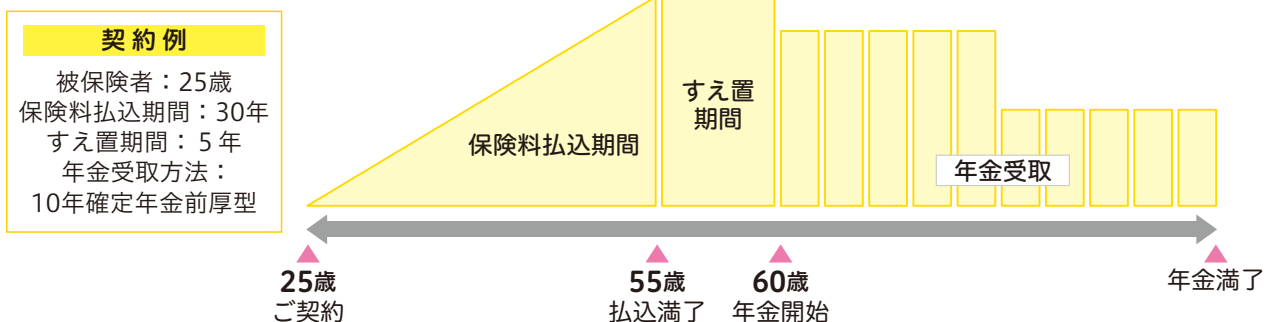 契約例
被保険者：25歳
保険料払込期間：30年
すえ置期間：５年
年金受取方法：
10年確定年金前厚型
保険料払込期間
すえ置
期間
年金受取
25歳
ご契約
55歳
払込満了
60歳
年金開始
年金満了